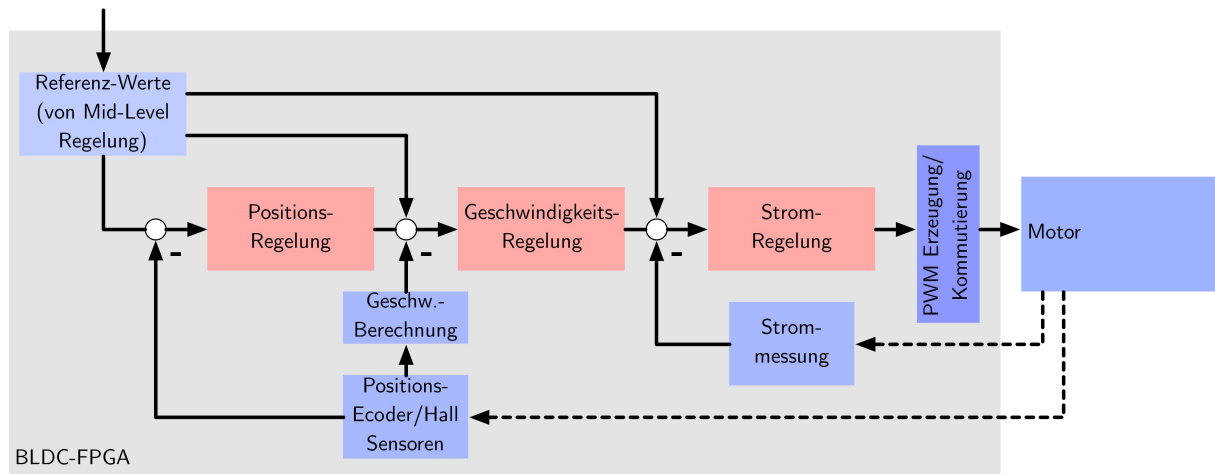 Referenz-Werte
(von Mid-Level
Regelung)
Positions-
Regelung
Geschwindigkeits-
Regelung
Strom-
Regelung
PWM Erzeugung/
Kommutierung
Motor
-
-
-
Geschw.-
Berechnung
Strom-
messung
Positions-
Ecoder/Hall
Sensoren
BLDC-FPGA